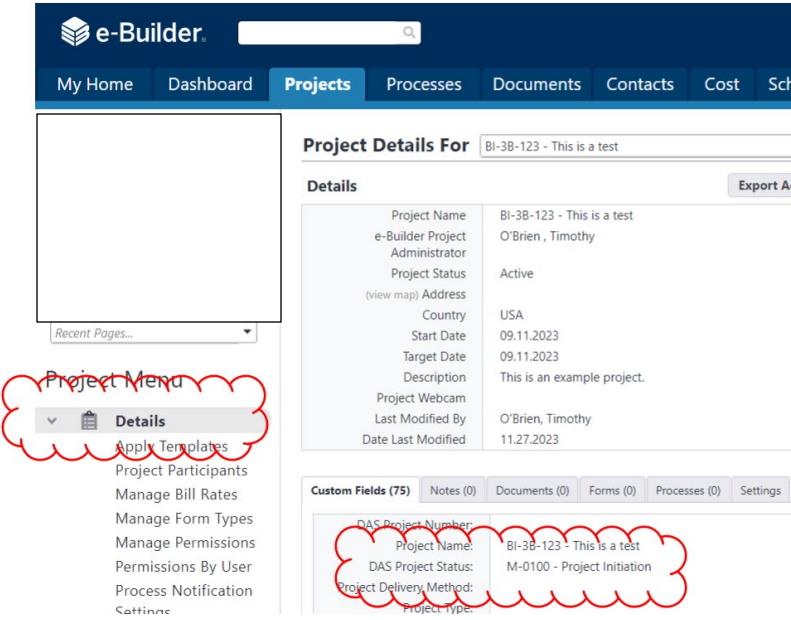 e-Builder.
My Home Dashboard Projects Processes Documents Contacts Cost Sch
Project Details For BI-3B-123 - This is a test
Details Export A
Project Name BI-3B-123 - This is a test
e-Builder Project O'Brien , Timothy
Administrator
Project Status Active
(view map) Address
Country USA
Start Date 09.11.2023
Target Date 09.11.2023
Description This is an example project.
Project Webcam
Last Modified By O'Brien, Timothy
Date Last Modified 11.27.2023
Recent Pages...
Project Menu
Details
Apply Templates
Project Participants
Manage Bill Rates
Manage Form Types
Manage Permissions
Permissions By User
Process Notification
Settings
Custom Fields (75) Notes (0) Documents (0) Forms (0) Processes (0) Settings
DAS Project Number:
Project Name: BI-3B-123 - This is a test
DAS Project Status: M-0100 - Project Initiation
Project Delivery Method:
Project Type: